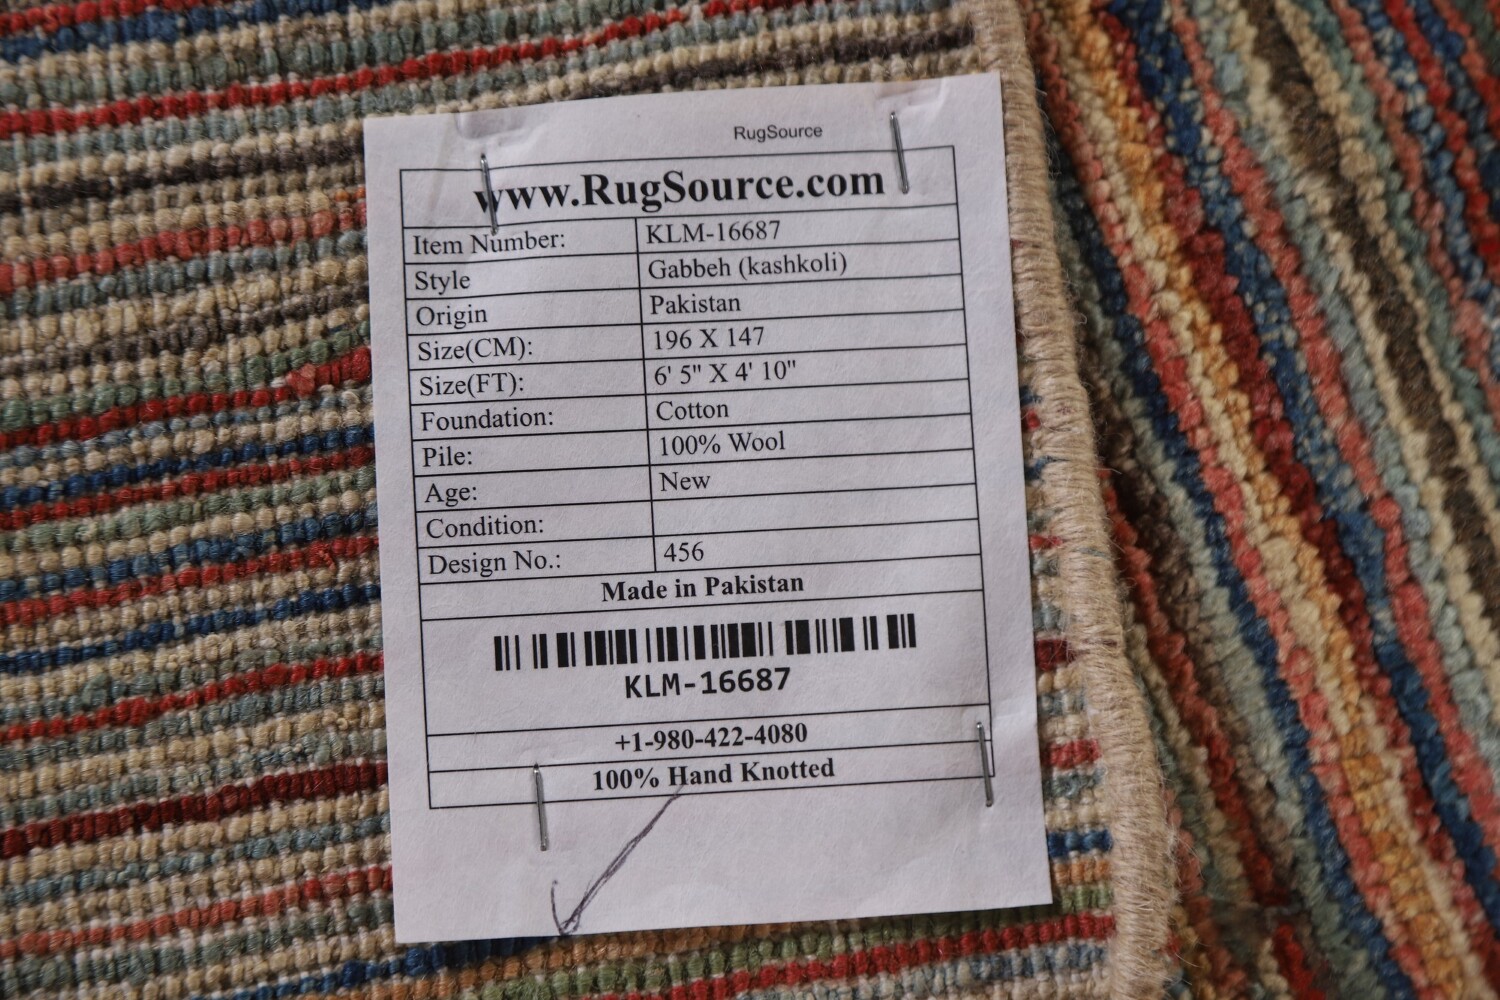 RugSource
www.RugSource.com
Item Number: KLM-16687
Style Gabbeh (kashkoli)
Origin Pakistan
Size(CM): 196 X 147
Size(FT): 6' 5" X 4' 10"
Foundation: Cotton
Pile: 100% Wool
Age: New
Condition:
Design No.: 456
Made in Pakistan
KLM-16687
+1-980-422-4080
100% Hand Knotted